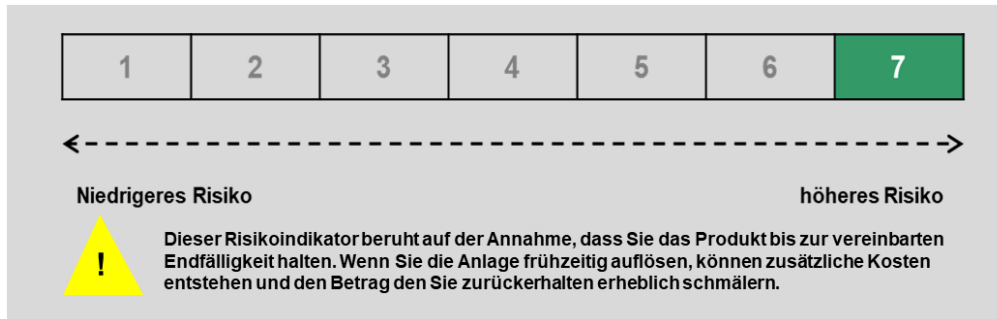 1 2 3 4 5 6 7
Niedrigeres Risiko höheres Risiko
! Dieser Risikoindikator beruht auf der Annahme, dass Sie das Produkt bis zur vereinbarten
Endfälligkeit halten. Wenn Sie die Anlage frühzeitig auflösen, können zusätzliche Kosten
entstehen und den Betrag den Sie zurückerhalten erheblich schmälern.